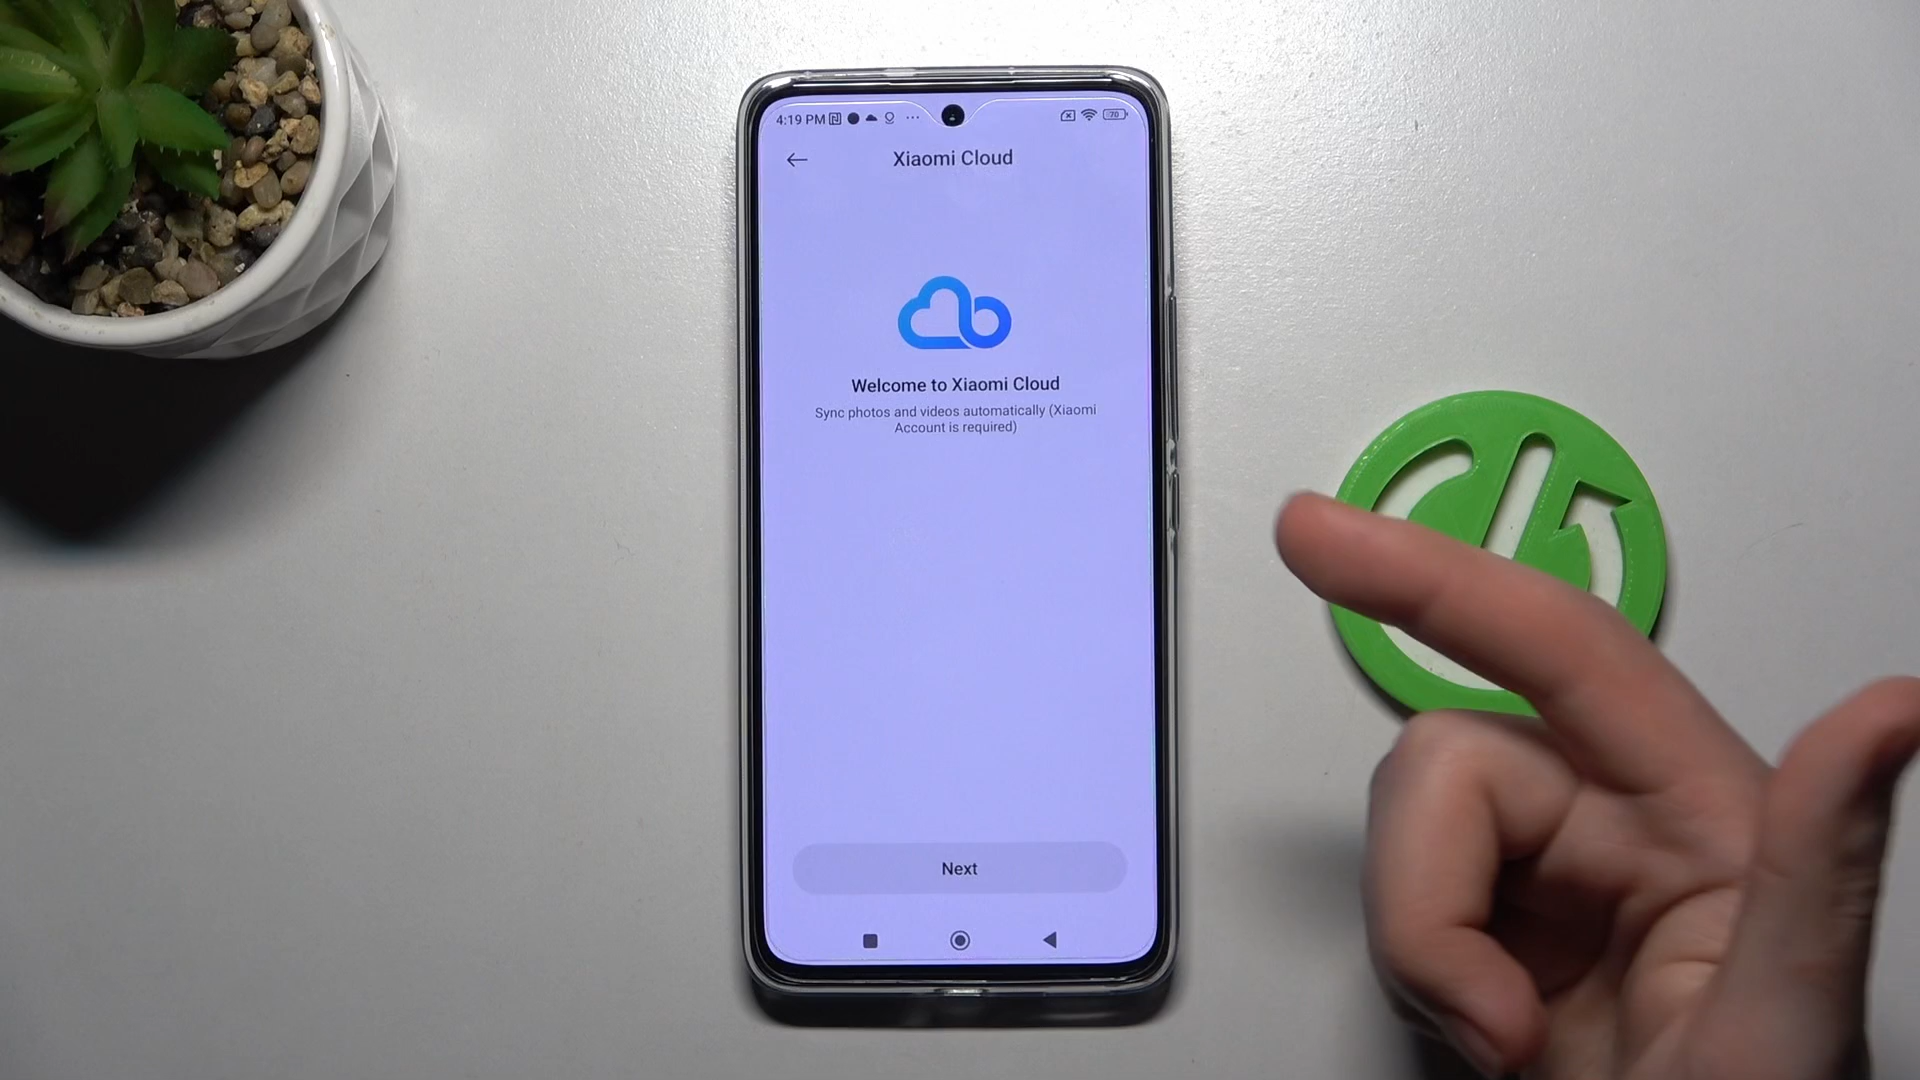 4:19 PM
70
Xiaomi Cloud
Welcome to Xiaomi Cloud
Sync photos and videos automatically (Xiaomi
Account is required)
Next